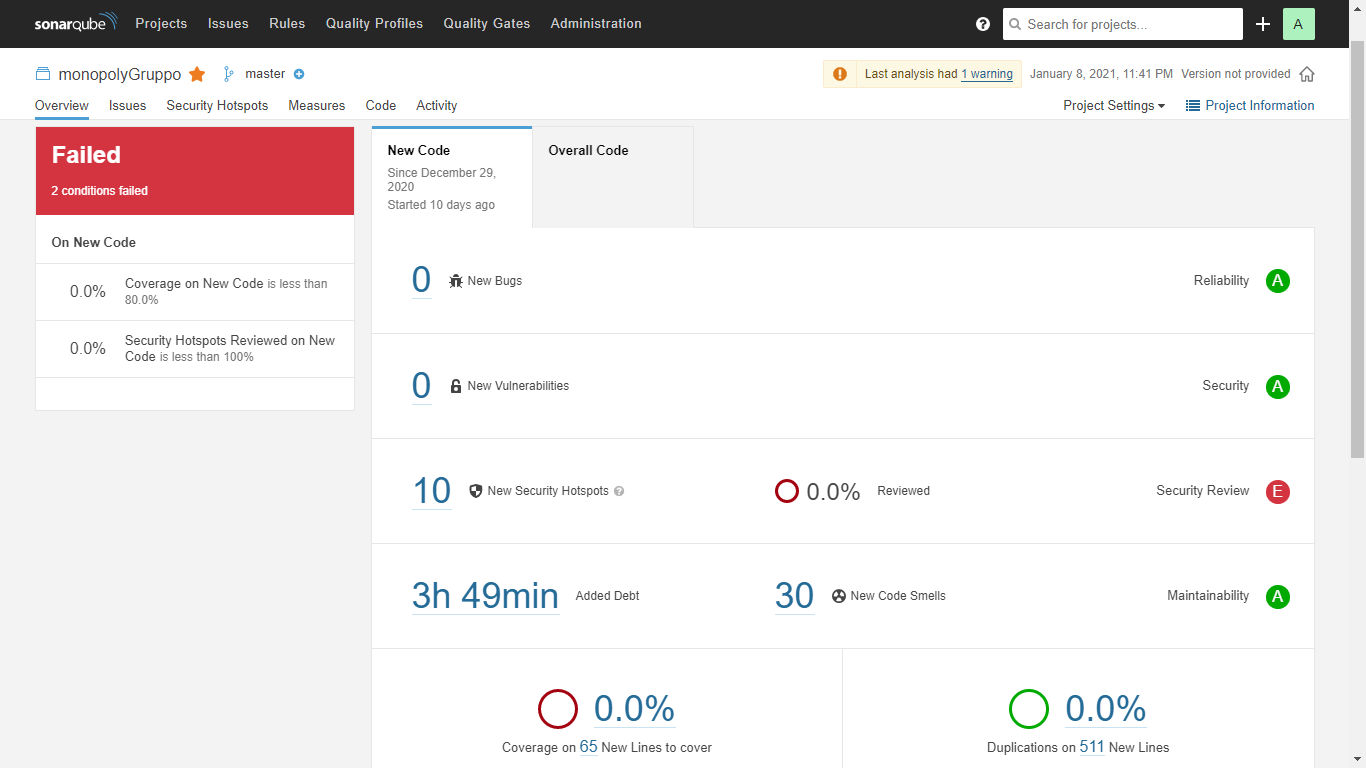 sonarqube Projects Issues Rules Quality Profiles Quality Gates Administration ? Search for projects... A
monopolyGruppo master Last analysis had 1 warning January 8, 2021, 11:41 PM Version not provided
Overview Issues Security Hotspots Measures Code Activity Project Settings Project Information
Failed
2 conditions failed
On New Code
0.0% Coverage on New Code is less than
80.0%
0.0% Security Hotspots Reviewed on New
Code is less than 100%
New Code
Since December 29,
2020
Started 10 days ago
Overall Code
0 New Bugs Reliability A
0 New Vulnerabilities Security A
10 New Security Hotspots ? 0.0% Reviewed Security Review E
3h 49min Added Debt 30 New Code Smells Maintainability A
0.0%
Coverage on 65 New Lines to cover
0.0%
Duplications on 511 New Lines